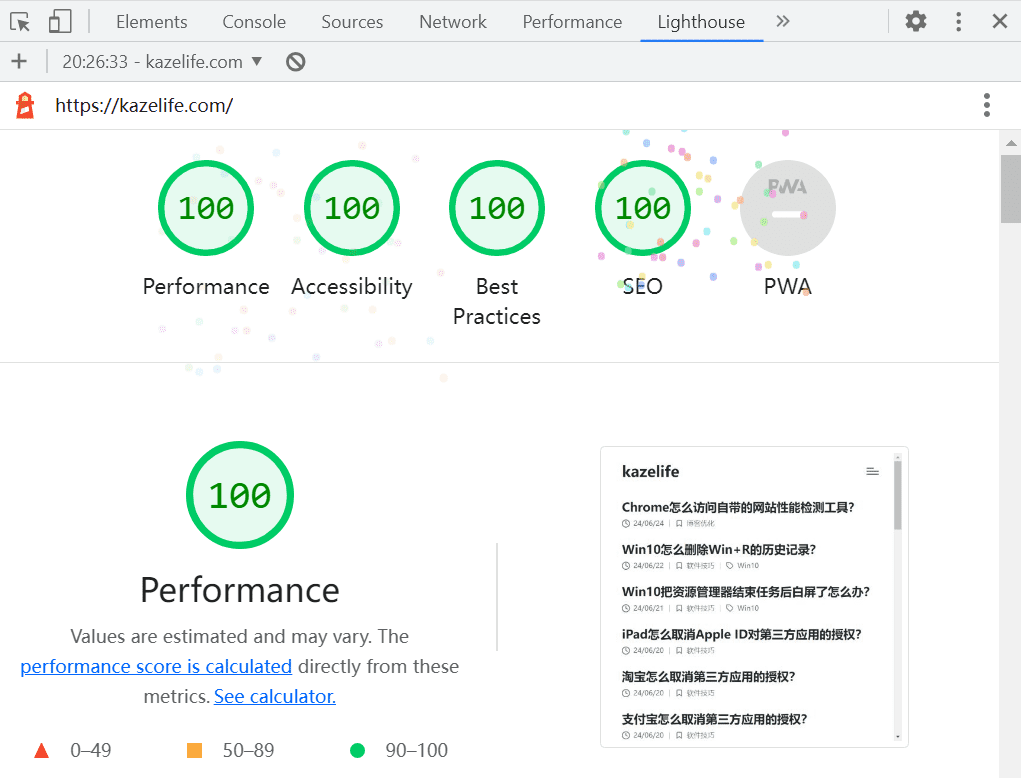 Elements Console Sources Network Performance Lighthouse
20:26:33 - kazelife.com
https://kazelife.com/
100 100 100 100 PWA
Performance Accessibility Best Practices SEO PWA
100
Performance
Values are estimated and may vary. The
performance score is calculated directly from these
metrics. See calculator.
0–49 50–89 90–100
kazelife
Chrome怎么访问自带的网站性能检测工具?
24/06/24 | 博客优化
Win10怎么删除Win+R的历史记录?
24/06/22 | 软件技巧 | Win10
Win10把资源管理器结束任务后白屏了怎么办?
24/06/21 | 软件技巧 | Win10
iPad怎么取消Apple ID对第三方应用的授权?
24/06/20 | 软件技巧
淘宝怎么取消第三方应用的授权?
24/06/20 | 软件技巧
支付宝怎么取消第三方应用的授权?
24/06/20 | 软件技巧